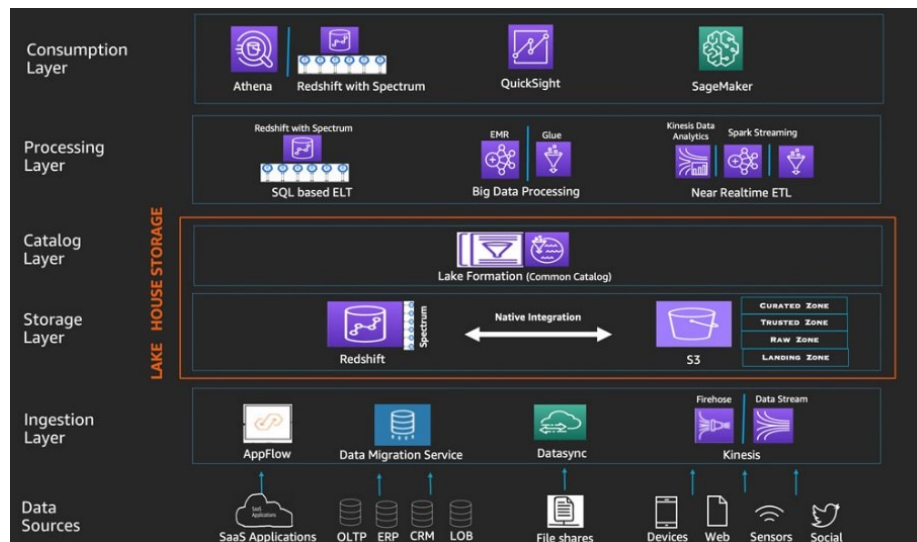 Consumption
Layer
Athena
Redshift with Spectrum
QuickSight
SageMaker
Processing
Layer
Redshift with Spectrum
SQL based ELT
EMR
Glue
Big Data Processing
Kinesis Data
Analytics
Spark Streaming
Near Realtime ETL
LAKE HOUSE STORAGE
Catalog
Layer
Lake Formation (Common Catalog)
Storage
Layer
Redshift
Spectrum
Native Integration
S3
CURATED ZONE
TRUSTED ZONE
RAW ZONE
LANDING ZONE
Ingestion
Layer
AppFlow
Data Migration Service
Datasync
Firehose
Data Stream
Kinesis
Data
Sources
SaaS
Applications
SaaS Applications
OLTP
ERP
CRM
LOB
File shares
Devices
Web
Sensors
Social